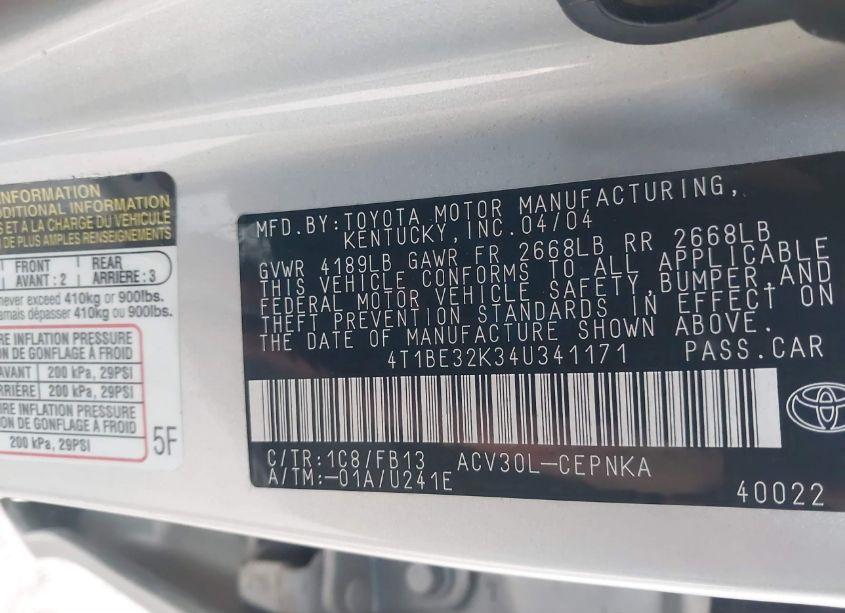 INFORMATION
DDITIONAL INFORMATION
S ET A LA CHARGE DU VÉHICULE
DE PLUS AMPLES RENSEIGNEMENTS
FRONT
AVANT : 2
REAR
ARRIÈRE : 3
never exceed 410kg or 900lbs.
amais dépasser 410kg ou 900lbs.
IRE INFLATION PRESSURE
DE GONFLAGE À FROID
AVANT 200 kPa, 29PSI
ARRIÈRE 200 kPa, 29PSI
IRE INFLATION PRESSURE
DE GONFLAGE À FROID
200 kPa, 29PSI
5F
MFD.BY:TOYOTA MOTOR MANUFACTURING,
KENTUCKY,INC.04/04
GVWR 4189LB GAWR FR 2668LB RR 2668LB
THIS VEHICLE CONFORMS TO ALL APPLICABLE
FEDERAL MOTOR VEHICLE SAFETY,BUMPER,AND
THEFT PREVENTION STANDARDS IN EFFECT ON
THE DATE OF MANUFACTURE SHOWN ABOVE.
4T1BE32K34U341171 PASS.CAR
C/TR:1C8/FB13 ACV30L-CEPNKA
A/TM:-01A/U241E
40022